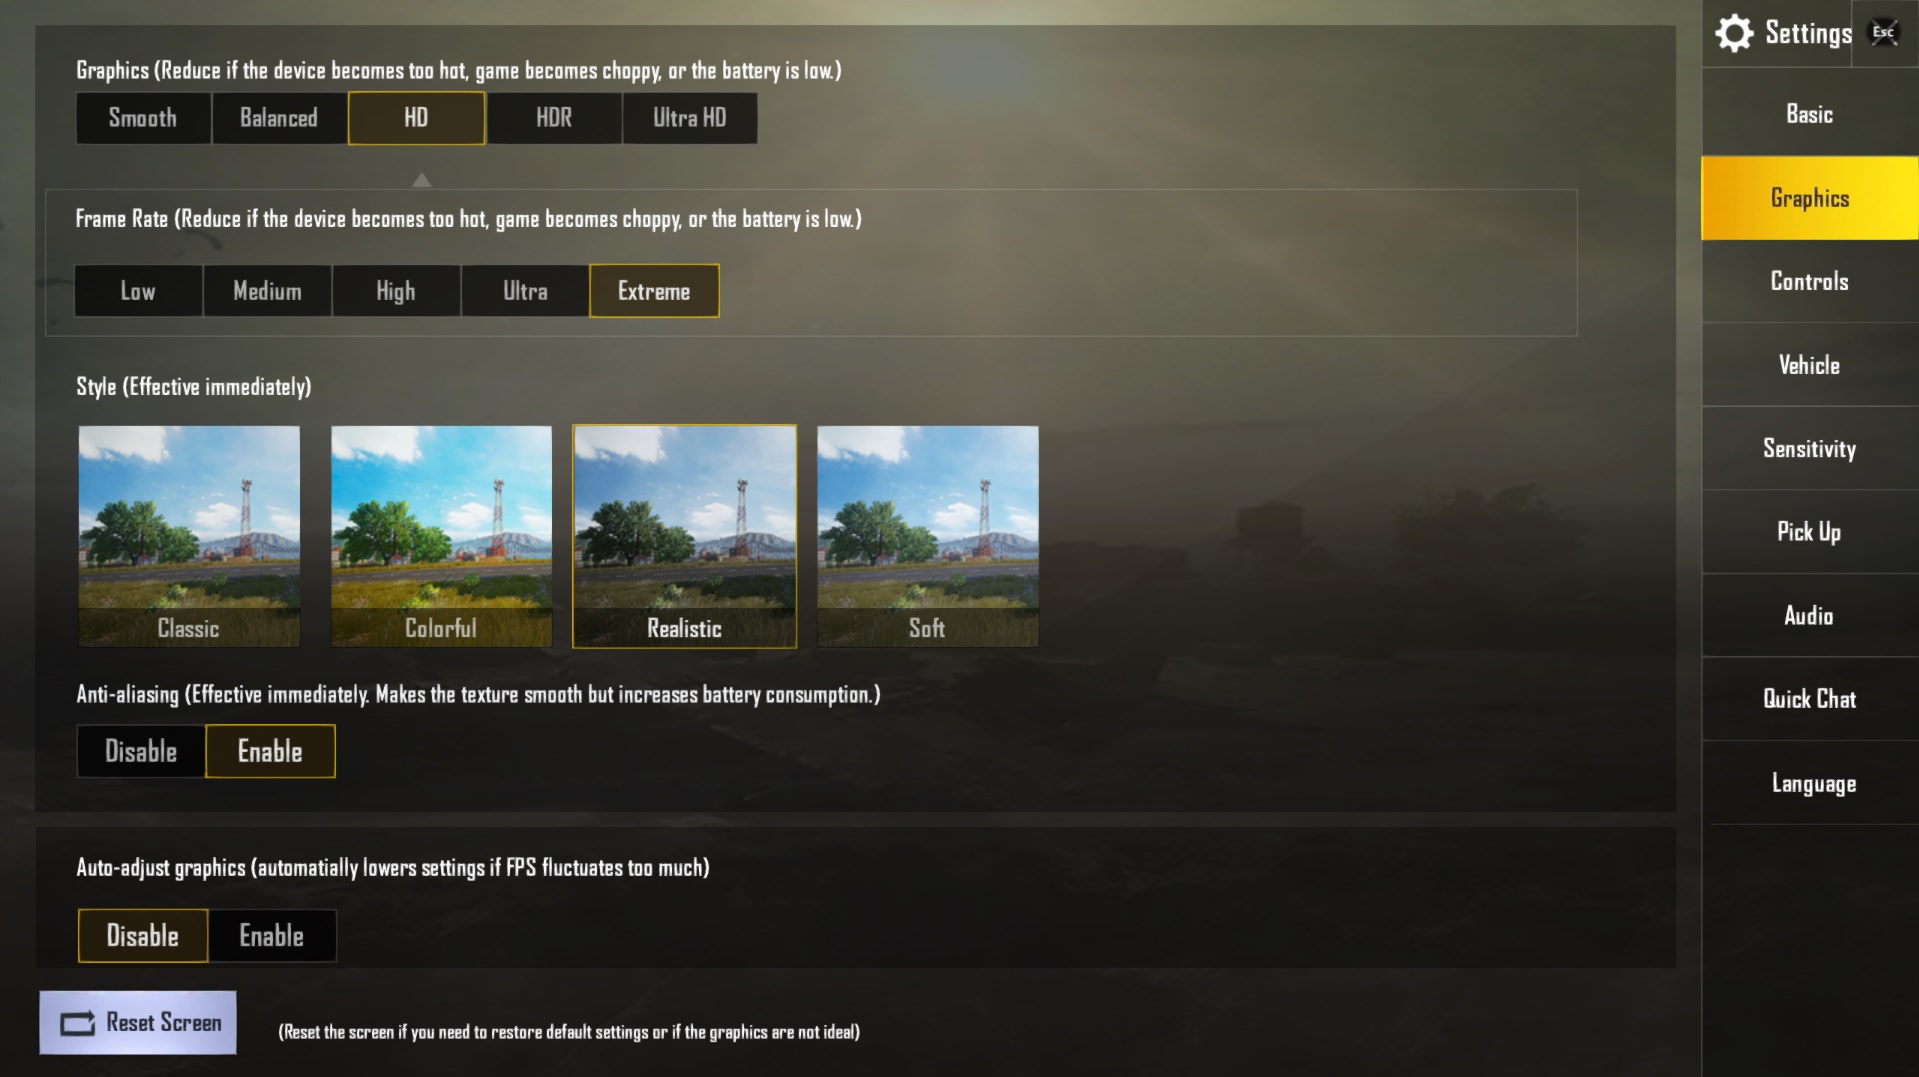 Graphics (Reduce if the device becomes too hot, game becomes choppy, or the battery is low.)
Smooth Balanced HD HDR Ultra HD
Frame Rate (Reduce if the device becomes too hot, game becomes choppy, or the battery is low.)
Low Medium High Ultra Extreme
Style (Effective immediately)
Classic Colorful Realistic Soft
Anti-aliasing (Effective immediately. Makes the texture smooth but increases battery consumption.)
Disable Enable
Auto-adjust graphics (automatially lowers settings if FPS fluctuates too much)
Disable Enable
Reset Screen
(Reset the screen if you need to restore default settings or if the graphics are not ideal)
Settings Esc
Basic
Graphics
Controls
Vehicle
Sensitivity
Pick Up
Audio
Quick Chat
Language